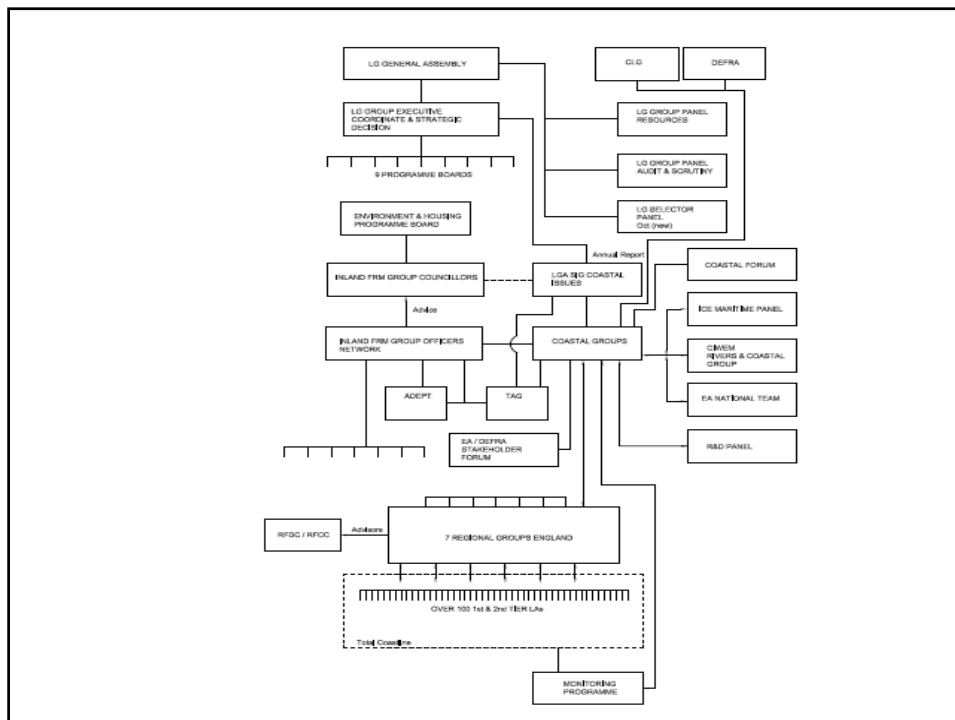 LG GENERAL ASSEMBLY
CLG
DEFRA
LG GROUP EXECUTIVE
COORDINATE & STRATEGIC
DECISION
LG GROUP PANEL
RESOURCES
9 PROGRAMME BOARDS
LG GROUP PANEL
AUDIT & SCRUTINY
ENVIRONMENT & HOUSING
PROGRAMME BOARD
LG SELECTOR
PANEL
Oct (new)
Annual Report
INLAND FRM GROUP COUNCILLORS
LGA SIG COASTAL
ISSUES
COASTAL FORUM
Advice
ICE MARITIME PANEL
INLAND FRM GROUP OFFICERS
NETWORK
COASTAL GROUPS
CIWEM
RIVERS & COASTAL
GROUP
ADEPT
TAG
EA NATIONAL TEAM
EA / DEFRA
STAKEHOLDER
FORUM
R&D PANEL
RFDC / RFCC
Advisors
7 REGIONAL GROUPS ENGLAND
OVER 100 1st & 2nd TIER LAs
Total Coastline
MONITORING
PROGRAMME